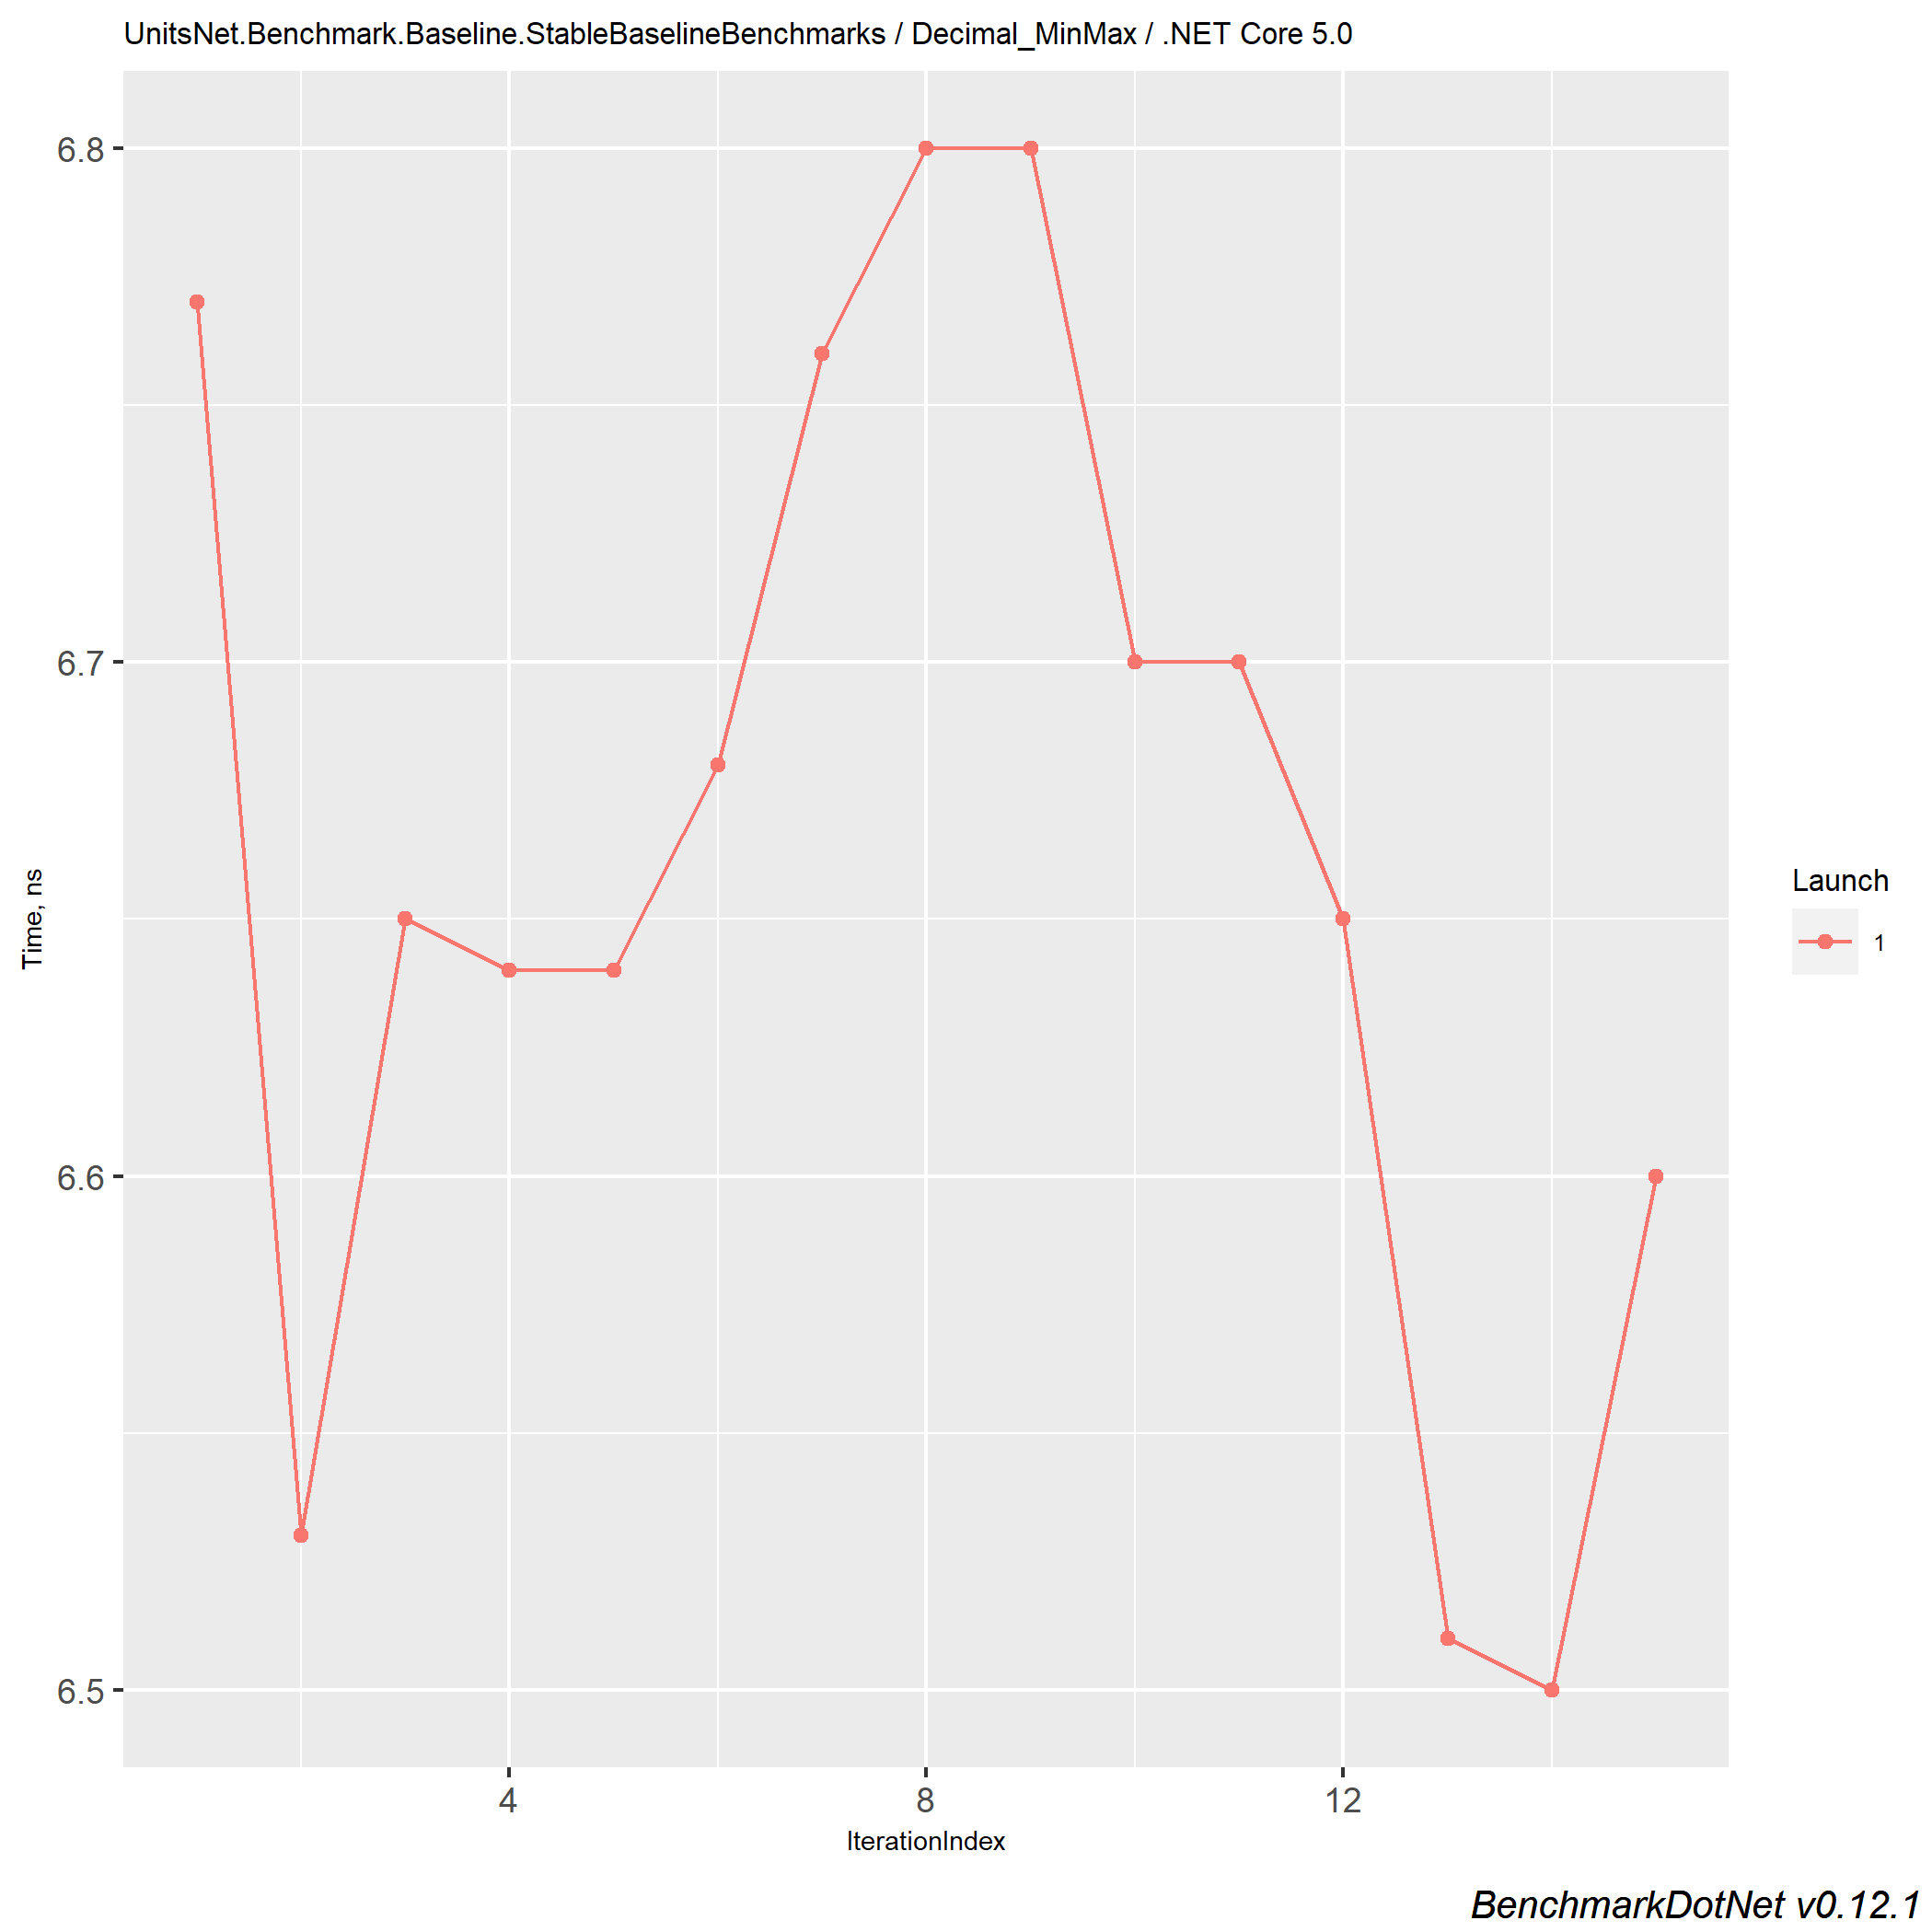 UnitsNet.Benchmark.Baseline.StableBaselineBenchmarks / Decimal_MinMax / .NET Core 5.0
6.8
6.7
6.6
6.5
Time, ns
4 8 12
IterationIndex
Launch
1
BenchmarkDotNet v0.12.1